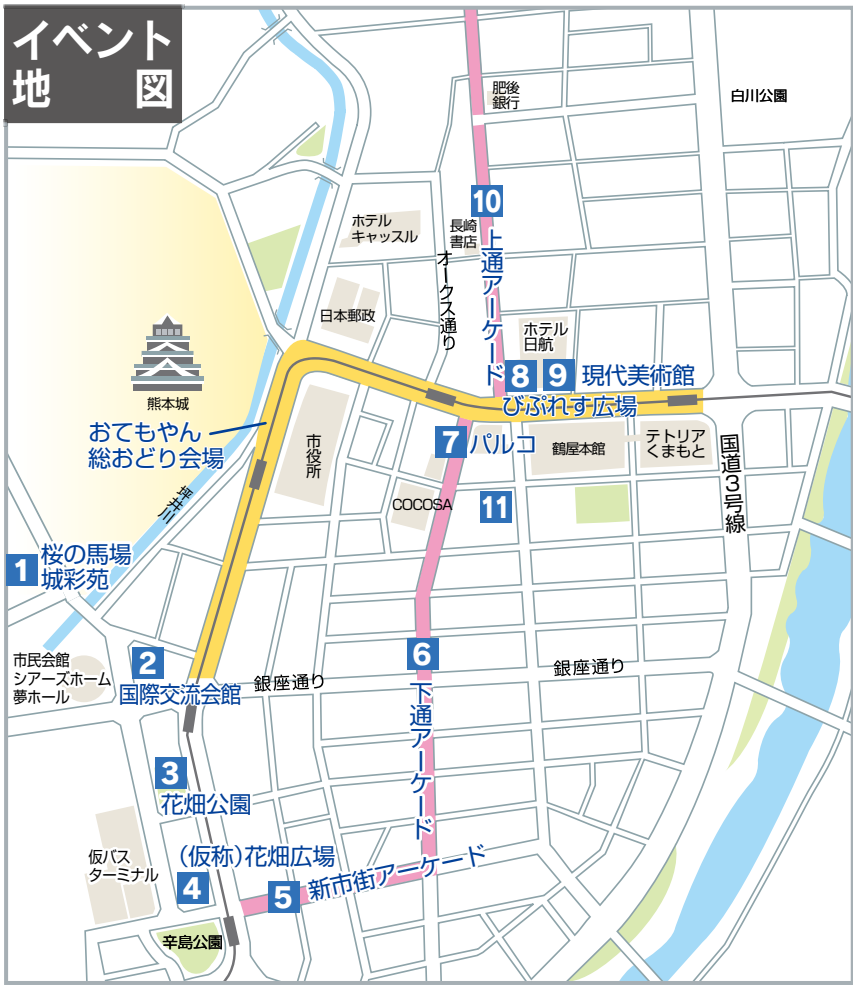 イベント
地図
白川公園
肥後
銀行
10
上通アーケード
ホテル
キャッスル
長崎
書店
オークス通り
日本郵政
ホテル
日航
8
9
現代美術館
びぷれす広場
熊本城
おてもやん
総おどり会場
市役所
7
パルコ
鶴屋本館
テトリア
くまもと
国道3号線
坪井川
COCOSA
11
1
桜の馬場
城彩苑
6
下通アーケード
市民会館
シアーズホーム
夢ホール
2
国際交流会館
銀座通り
銀座通り
3
花畑公園
仮バス
ターミナル
(仮称)花畑広場
4
5
新市街アーケード
辛島公園